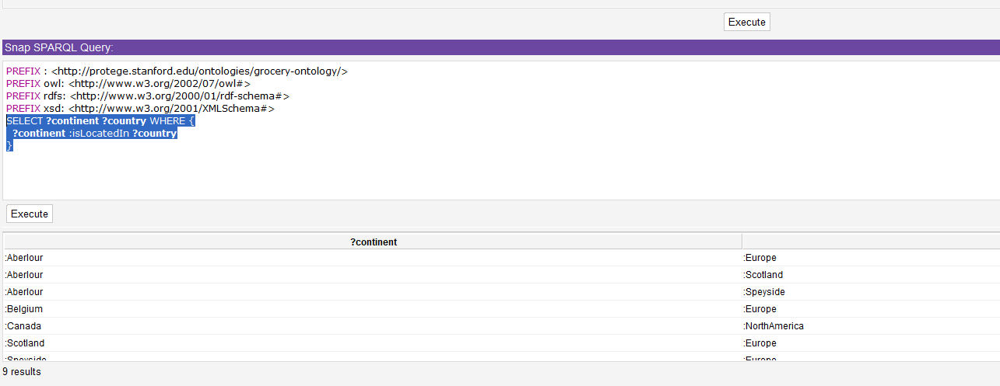 Execute
Snap SPARQL Query:
PREFIX : <http://protege.stanford.edu/ontologies/grocery-ontology/>
PREFIX owl: <http://www.w3.org/2002/07/owl#>
PREFIX rdfs: <http://www.w3.org/2000/01/rdf-schema#>
PREFIX xsd: <http://www.w3.org/2001/XMLSchema#>
SELECT ?continent ?country WHERE {
?continent :isLocatedIn ?country
}
Execute
?continent
:Aberlour :Europe
:Aberlour :Scotland
:Aberlour :Speyside
:Belgium :Europe
:Canada :NorthAmerica
:Scotland :Europe
:Speyside :Europe
9 results